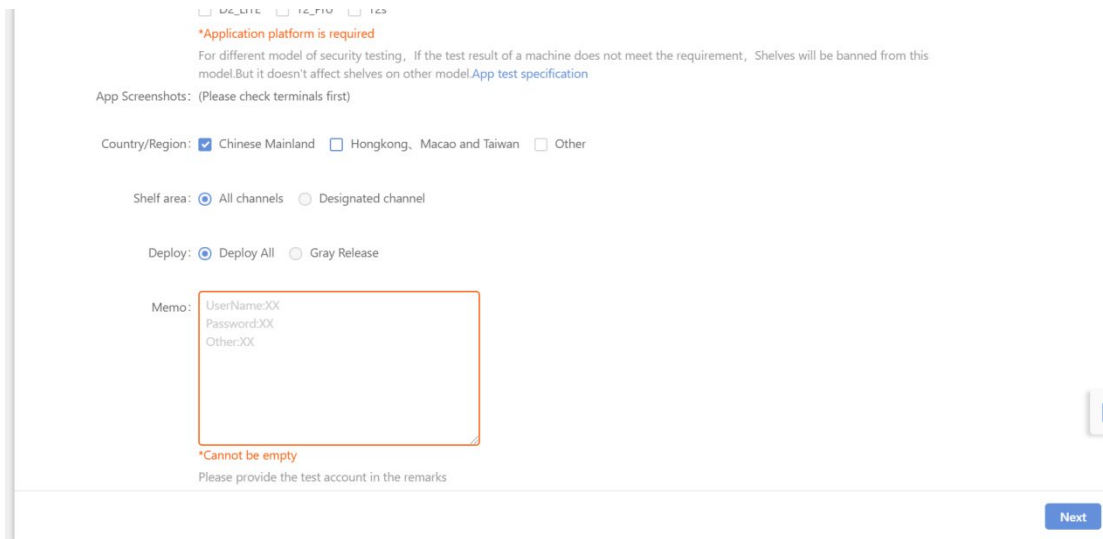 D2_LITE T2_Pro T2s
*Application platform is required
For different model of security testing, If the test result of a machine does not meet the requirement, Shelves will be banned from this
model.But it doesn't affect shelves on other model.App test specification
App Screenshots: (Please check terminals first)
Country/Region: Chinese Mainland Hongkong、Macao and Taiwan Other
Shelf area: All channels Designated channel
Deploy: Deploy All Gray Release
Memo: UserName:XX
Password:XX
Other:XX
*Cannot be empty
Please provide the test account in the remarks
Next